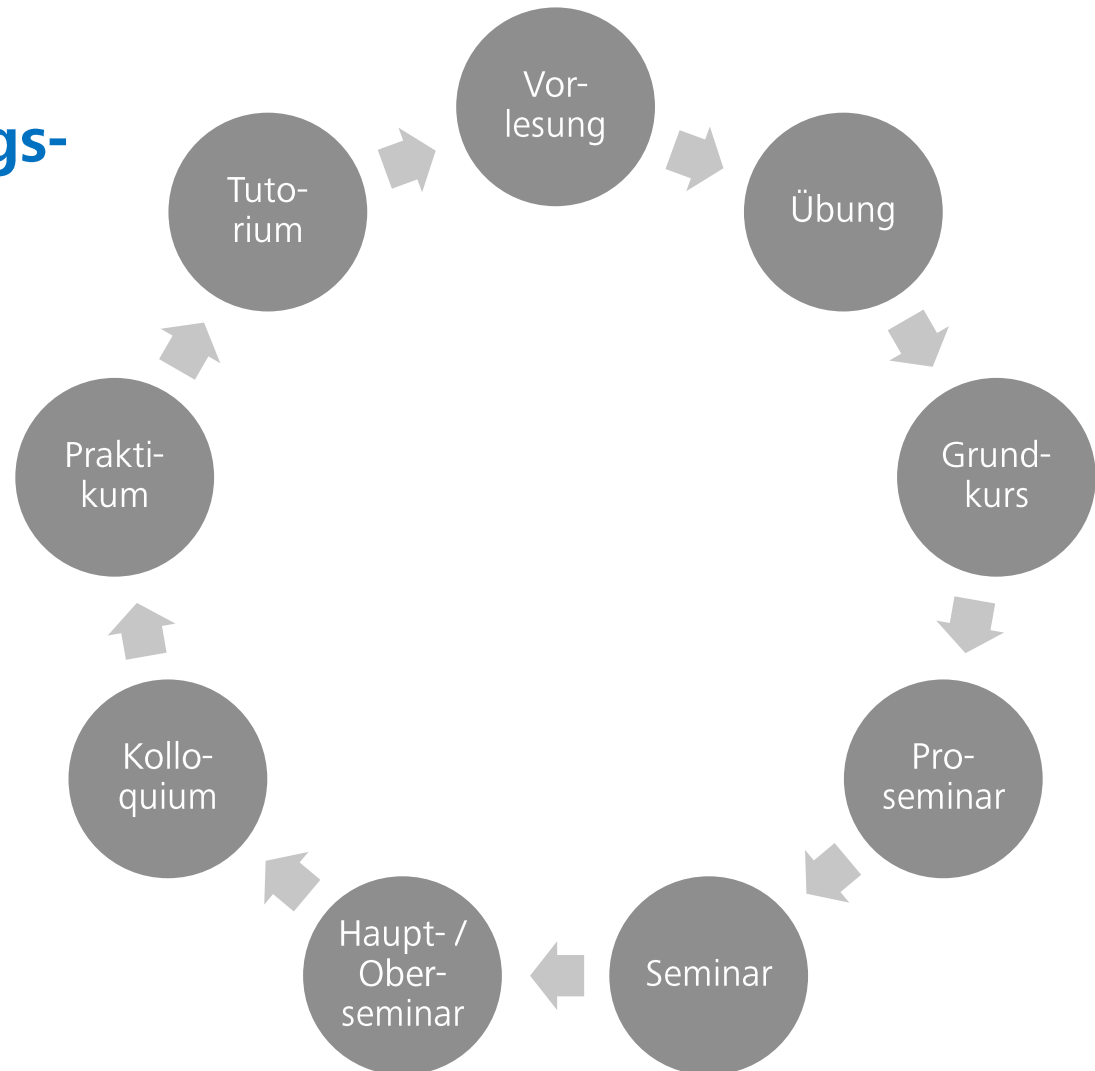 gs-
Vor-
lesung
Übung
Grund-
kurs
Pro-
seminar
Seminar
Haupt- /
Ober-
seminar
Kollo-
quium
Prakti-
kum
Tuto-
rium